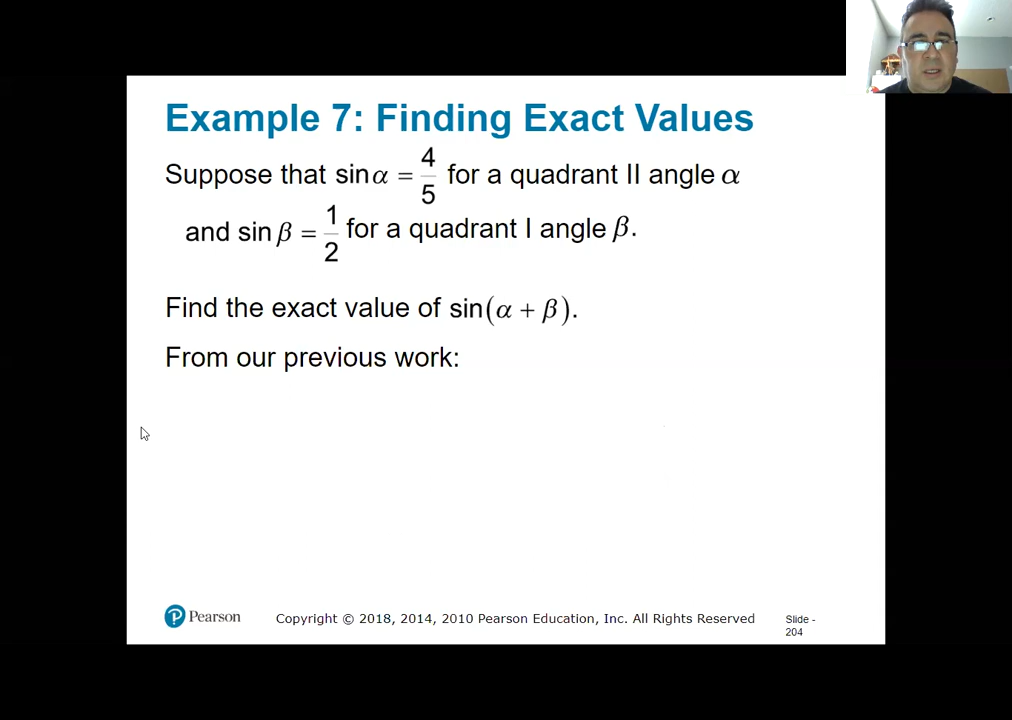 Example 7: Finding Exact Values
Suppose that sin α = 4/5 for a quadrant II angle α
and sin β = 1/2 for a quadrant I angle β.
Find the exact value of sin(α + β).
From our previous work:
Pearson
Copyright © 2018, 2014, 2010 Pearson Education, Inc. All Rights Reserved
Slide -
204